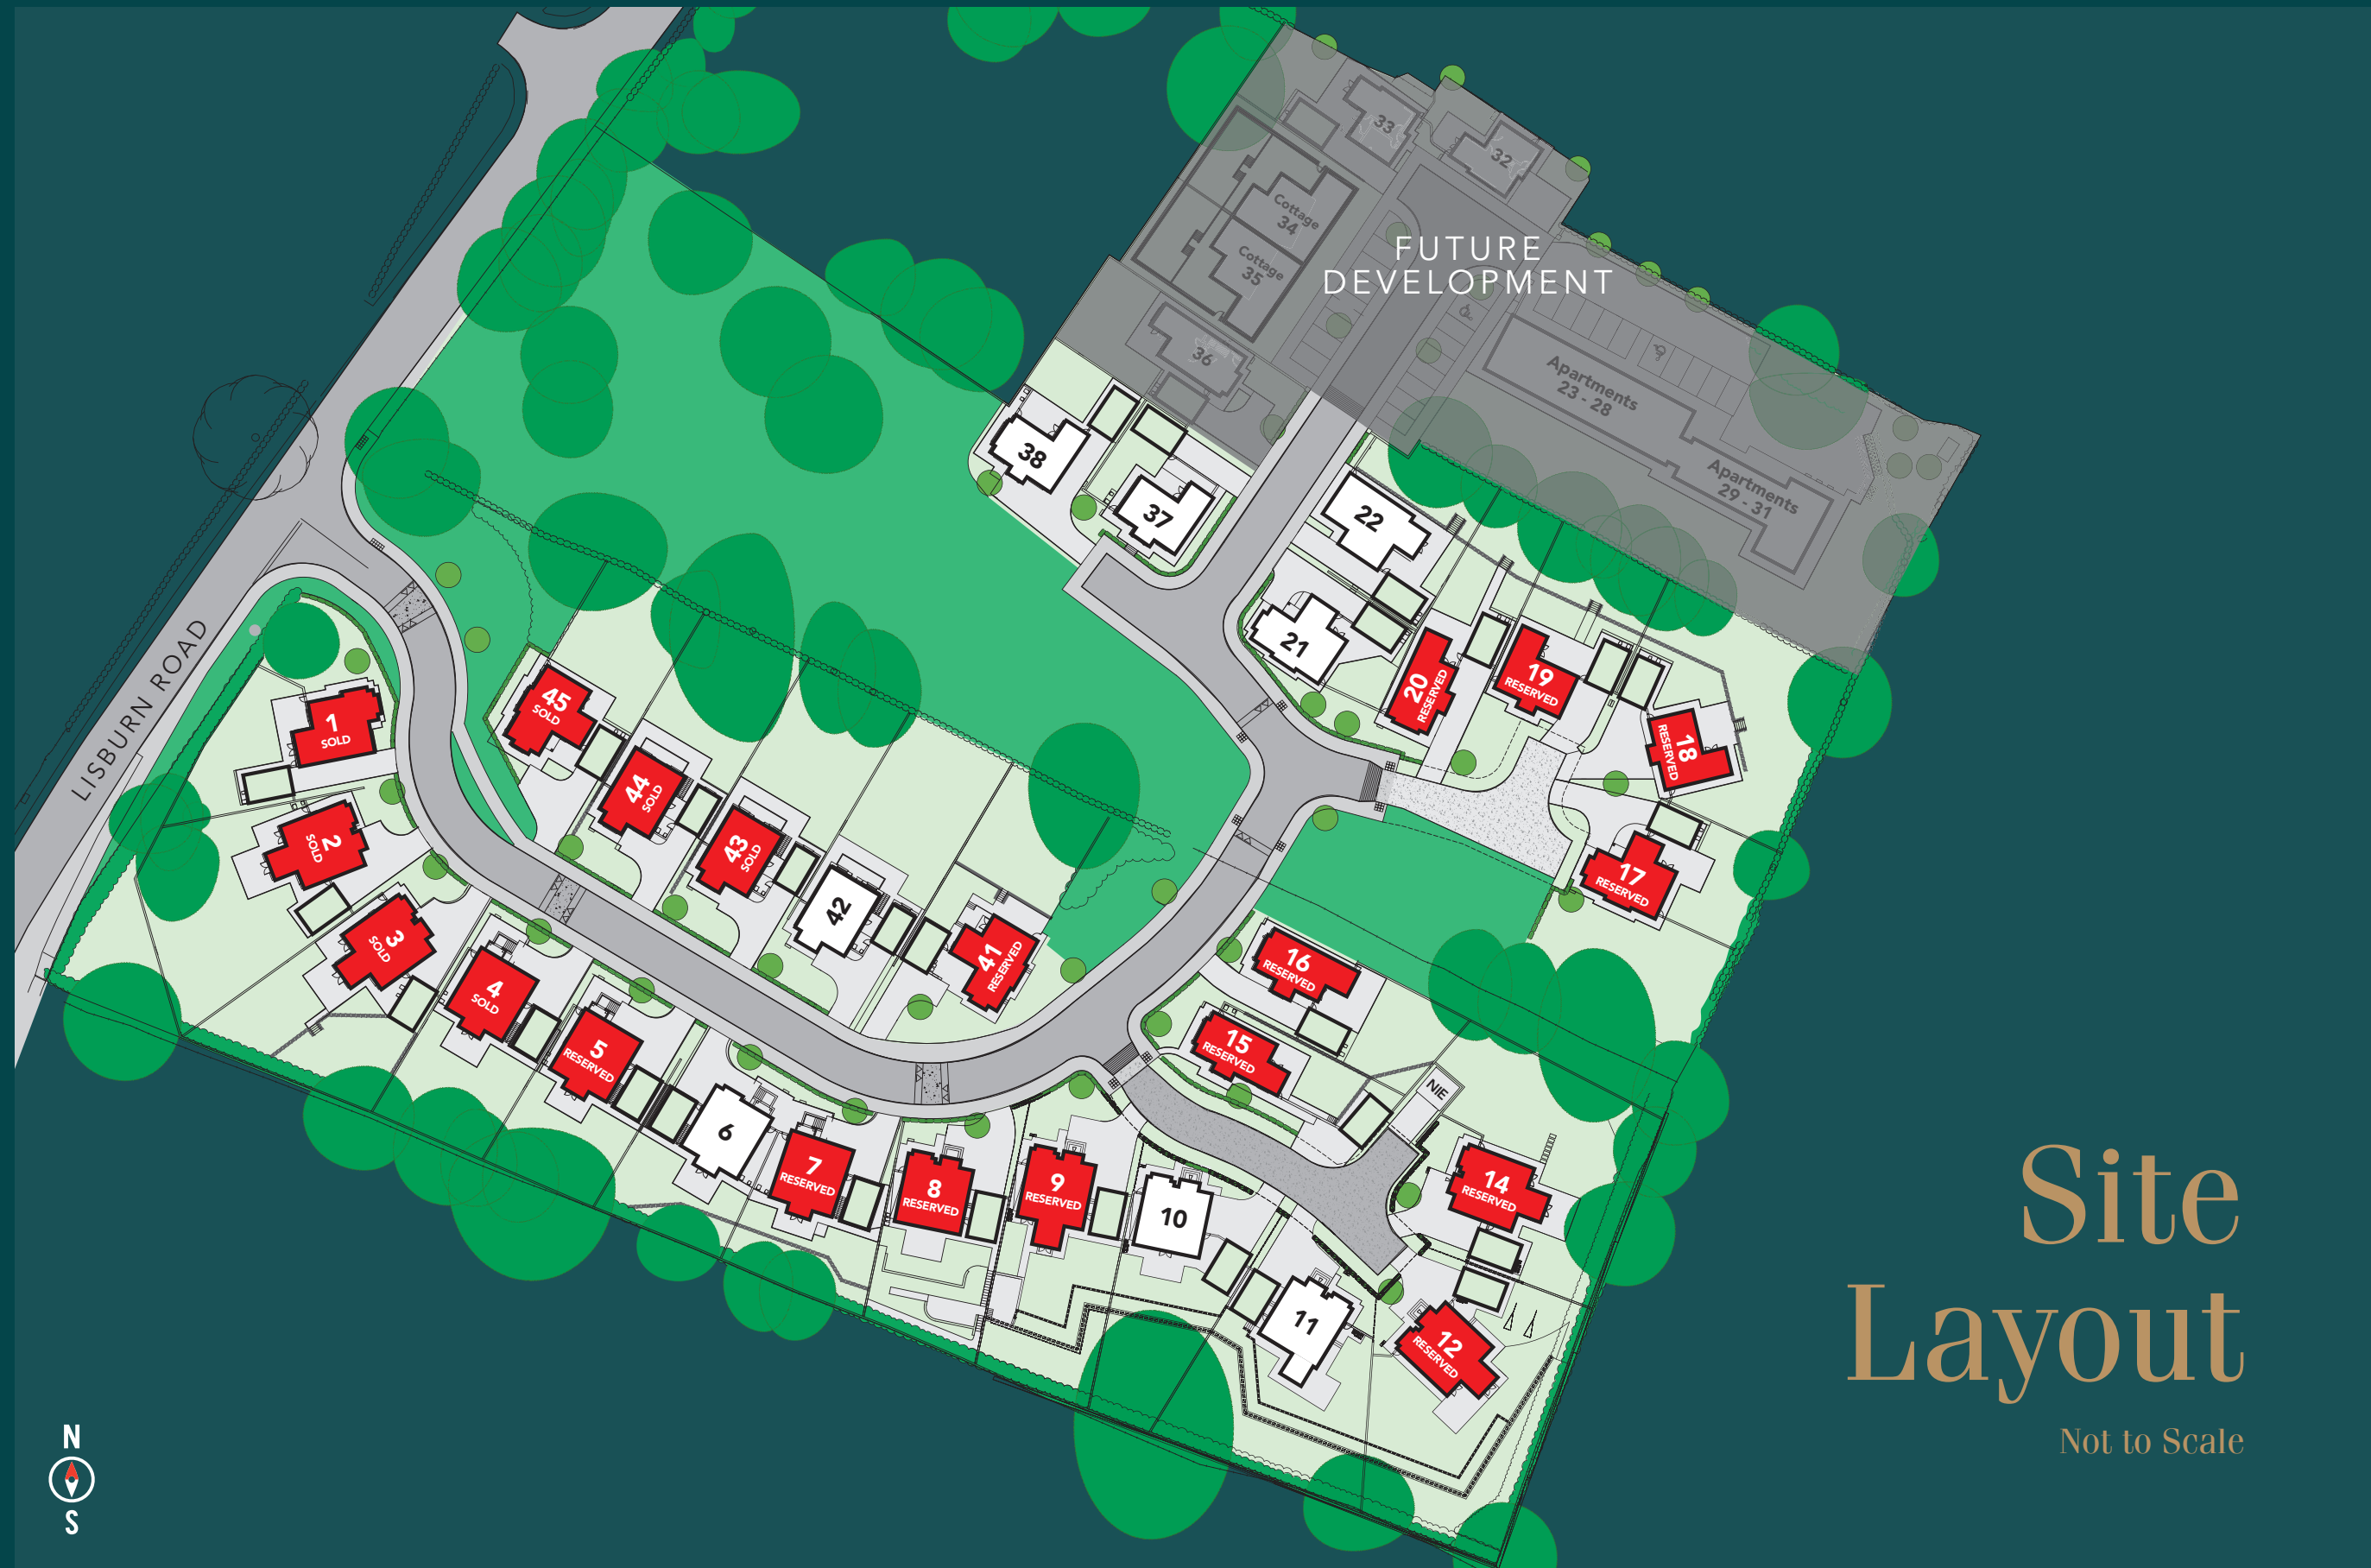 33
32
Cottage
34
Cottage
35
FUTURE
DEVELOPMENT
36
Apartments
23 - 28
Apartments
29 - 31
38
37
22
21
20
RESERVED
19
RESERVED
18
RESERVED
17
RESERVED
LISBURN ROAD
45
SOLD
44
SOLD
43
SOLD
42
41
RESERVED
1
SOLD
2
SOLD
3
SOLD
4
SOLD
5
RESERVED
6
7
RESERVED
8
RESERVED
9
RESERVED
10
11
12
RESERVED
14
RESERVED
NIE
15
RESERVED
16
RESERVED
Site
Layout
Not to Scale
N
S